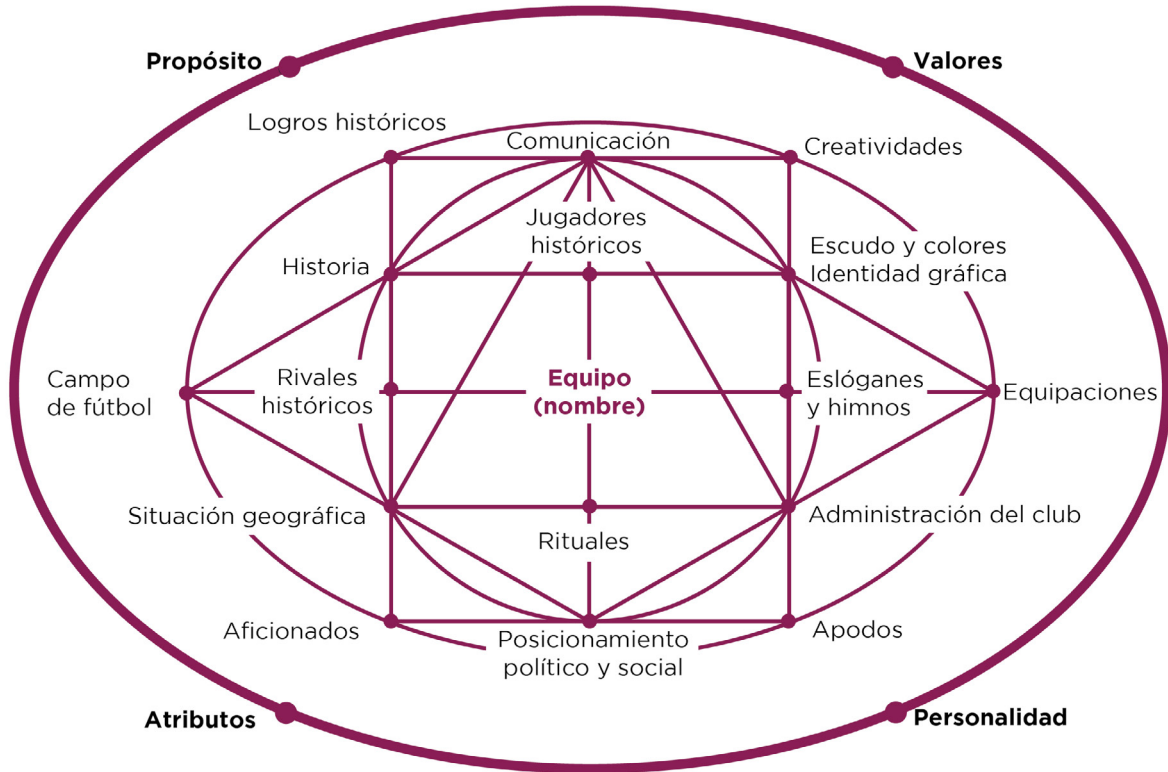 Propósito
Valores
Logros históricos
Comunicación
Creatividades
Jugadores
históricos
Historia
Escudo y colores
Identidad gráfica
Campo
de fútbol
Rivales
históricos
Equipo
(nombre)
Eslóganes
y himnos
Equipaciones
Situación geográfica
Rituales
Administración del club
Aficionados
Posicionamiento
político y social
Apodos
Atributos
Personalidad